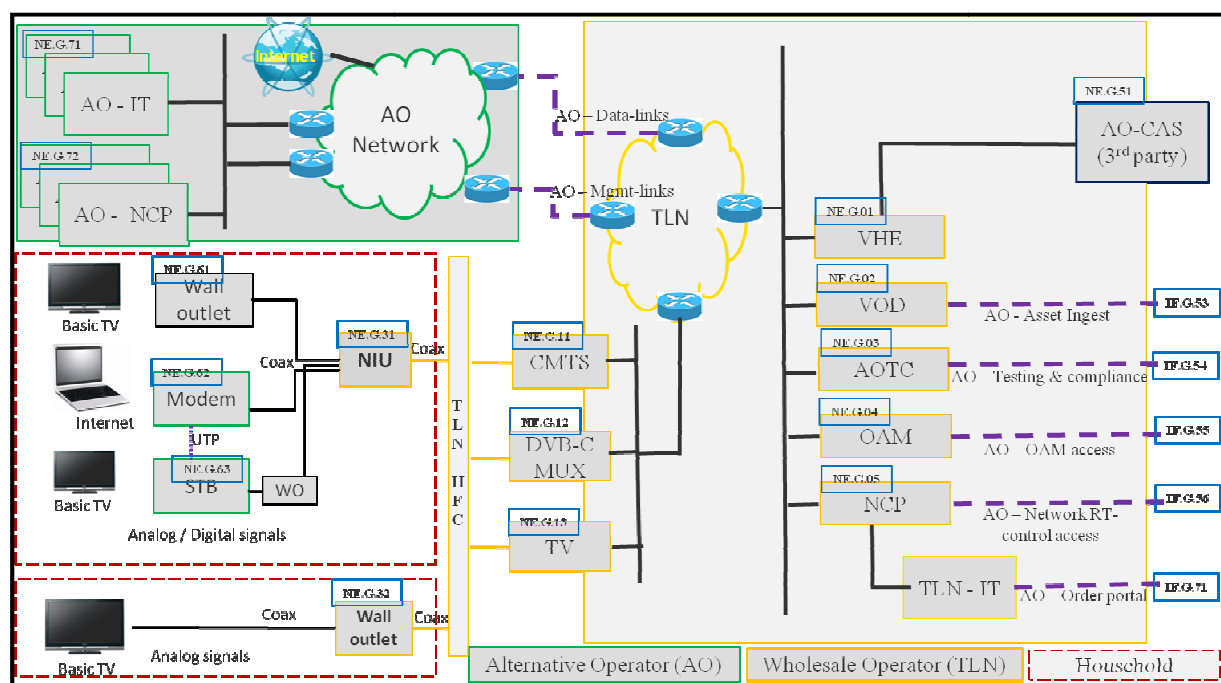 NE.G.71
AO - IT
NE.G.72
AO - NCP
Internet
AO
Network
AO – Data-links
AO – Mgmt-links
TLN
NE.G.51
AO-CAS
(3rd party)
NE.G.01
VHE
NE.G.02
VOD
AO - Asset Ingest
IF.G.53
NE.G.03
AOTC
AO – Testing & compliance
IF.G.54
NE.G.04
OAM
AO – OAM access
IF.G.55
NE.G.05
NCP
AO – Network RT-
control access
IF.G.56
TLN - IT
AO – Order portal
IF.G.71
Basic TV
NE.G.61
Wall
outlet
Internet
Coax
NE.G.62
Modem
UTP
NE.G.31
NIU
Coax
Basic TV
NE.G.63
STB
WO
Analog / Digital signals
TLN HFC
NE.G.11
CMTS
NE.G.12
DVB-C
MUX
NE.G.13
TV
Basic TV
Coax
Analog signals
NE.G.32
Wall
outlet
Coax
Alternative Operator (AO)
Wholesale Operator (TLN)
Household